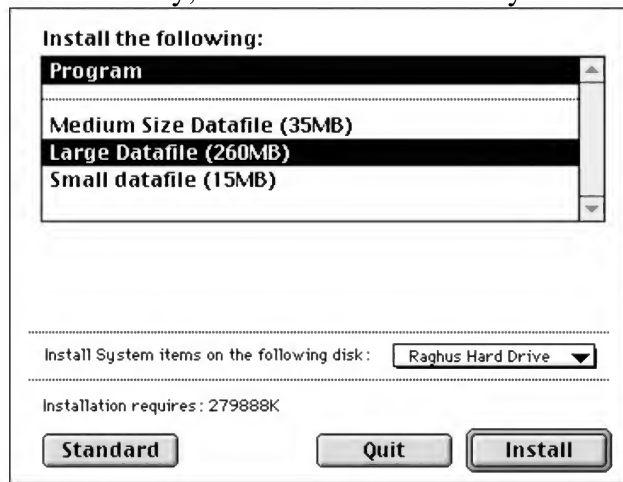 Install the following:
Program
Medium Size Datafile (35MB)
Large Datafile (260MB)
Small datafile (15MB)
Install System items on the following disk: Raghus Hard Drive
Installation requires: 279888K
Standard Quit Install